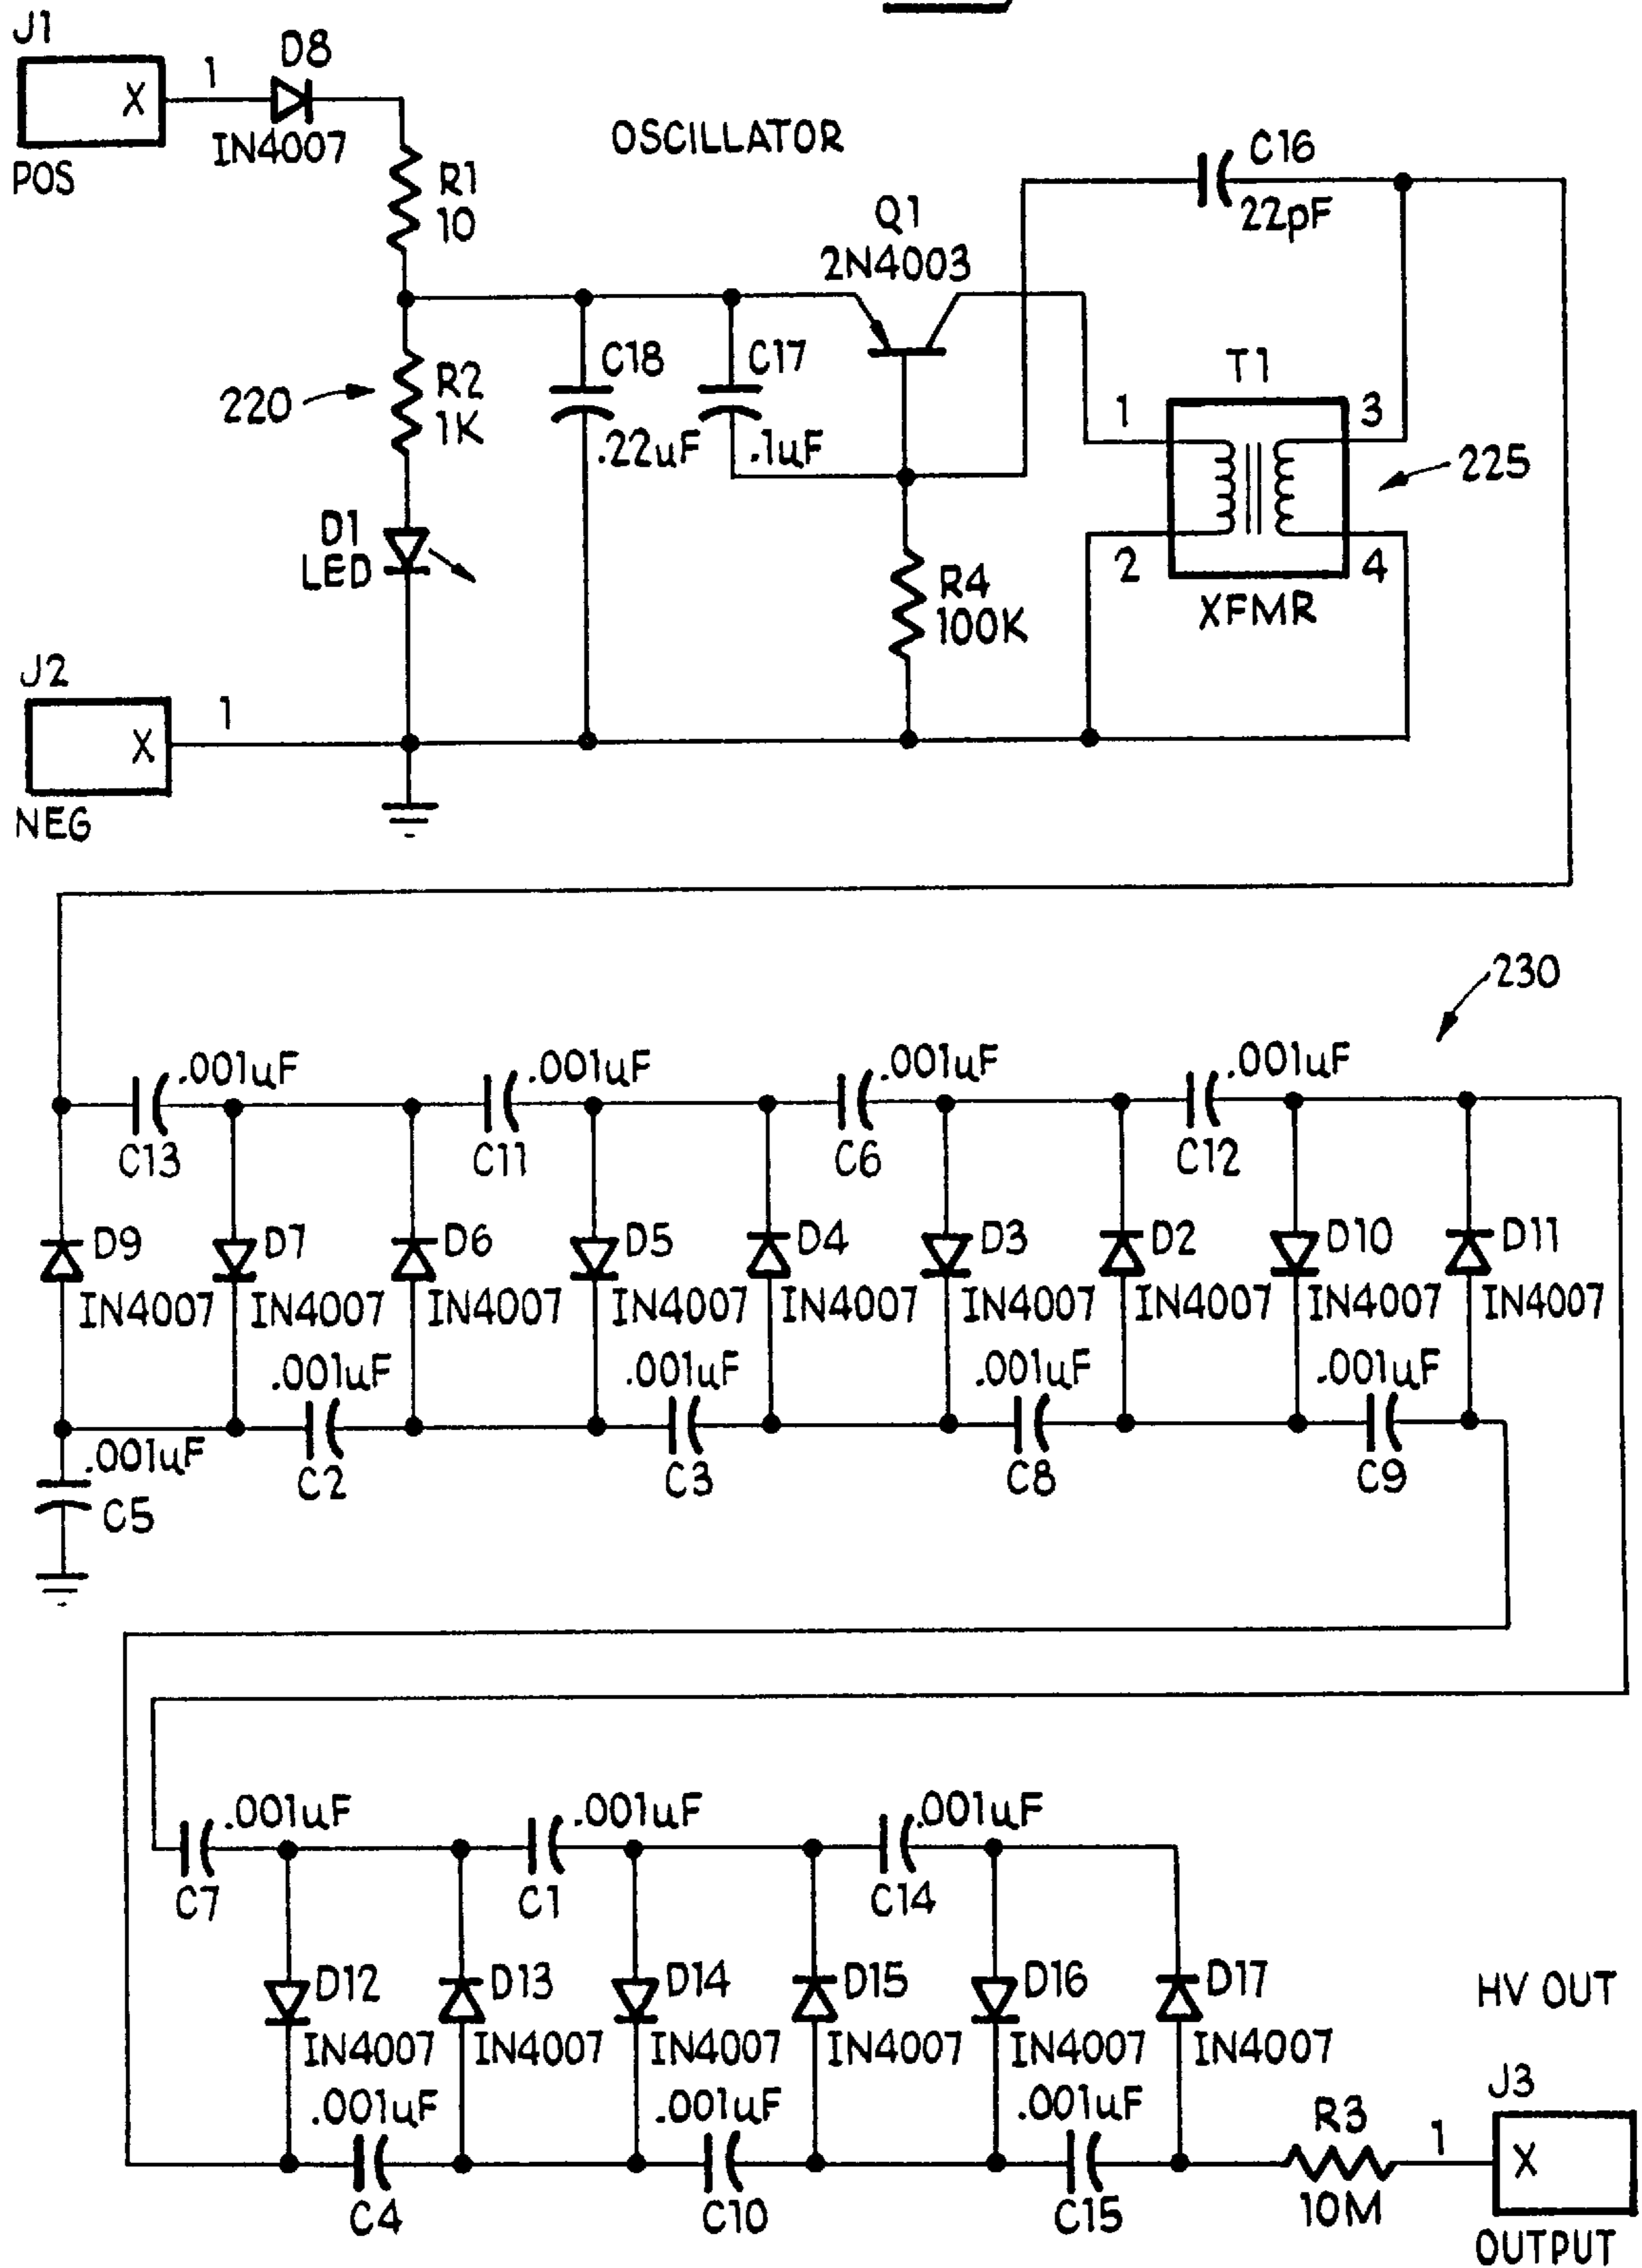 J1
X
1
D8
IN4007
POS
R1
10
OSCILLATOR
C16
22pF
Q1
2N4003
220
R2
1K
C18
.22uF
C17
.1uF
T1
1
3
2
4
XFMR
225
D1
LED
R4
100K
J2
X
1
NEG
230
.001uF
.001uF
.001uF
.001uF
C13
C11
C6
C12
D9
D7
D6
D5
D4
D3
D2
D10
D11
IN4007
IN4007
IN4007
IN4007
IN4007
IN4007
IN4007
IN4007
IN4007
.001uF
.001uF
.001uF
.001uF
.001uF
C5
C2
C3
C8
C9
.001uF
.001uF
.001uF
C7
C1
C14
D12
D13
D14
D15
D16
D17
HV OUT
IN4007
IN4007
IN4007
IN4007
IN4007
IN4007
.001uF
.001uF
.001uF
C4
C10
C15
R3
10M
1
J3
X
OUTPUT